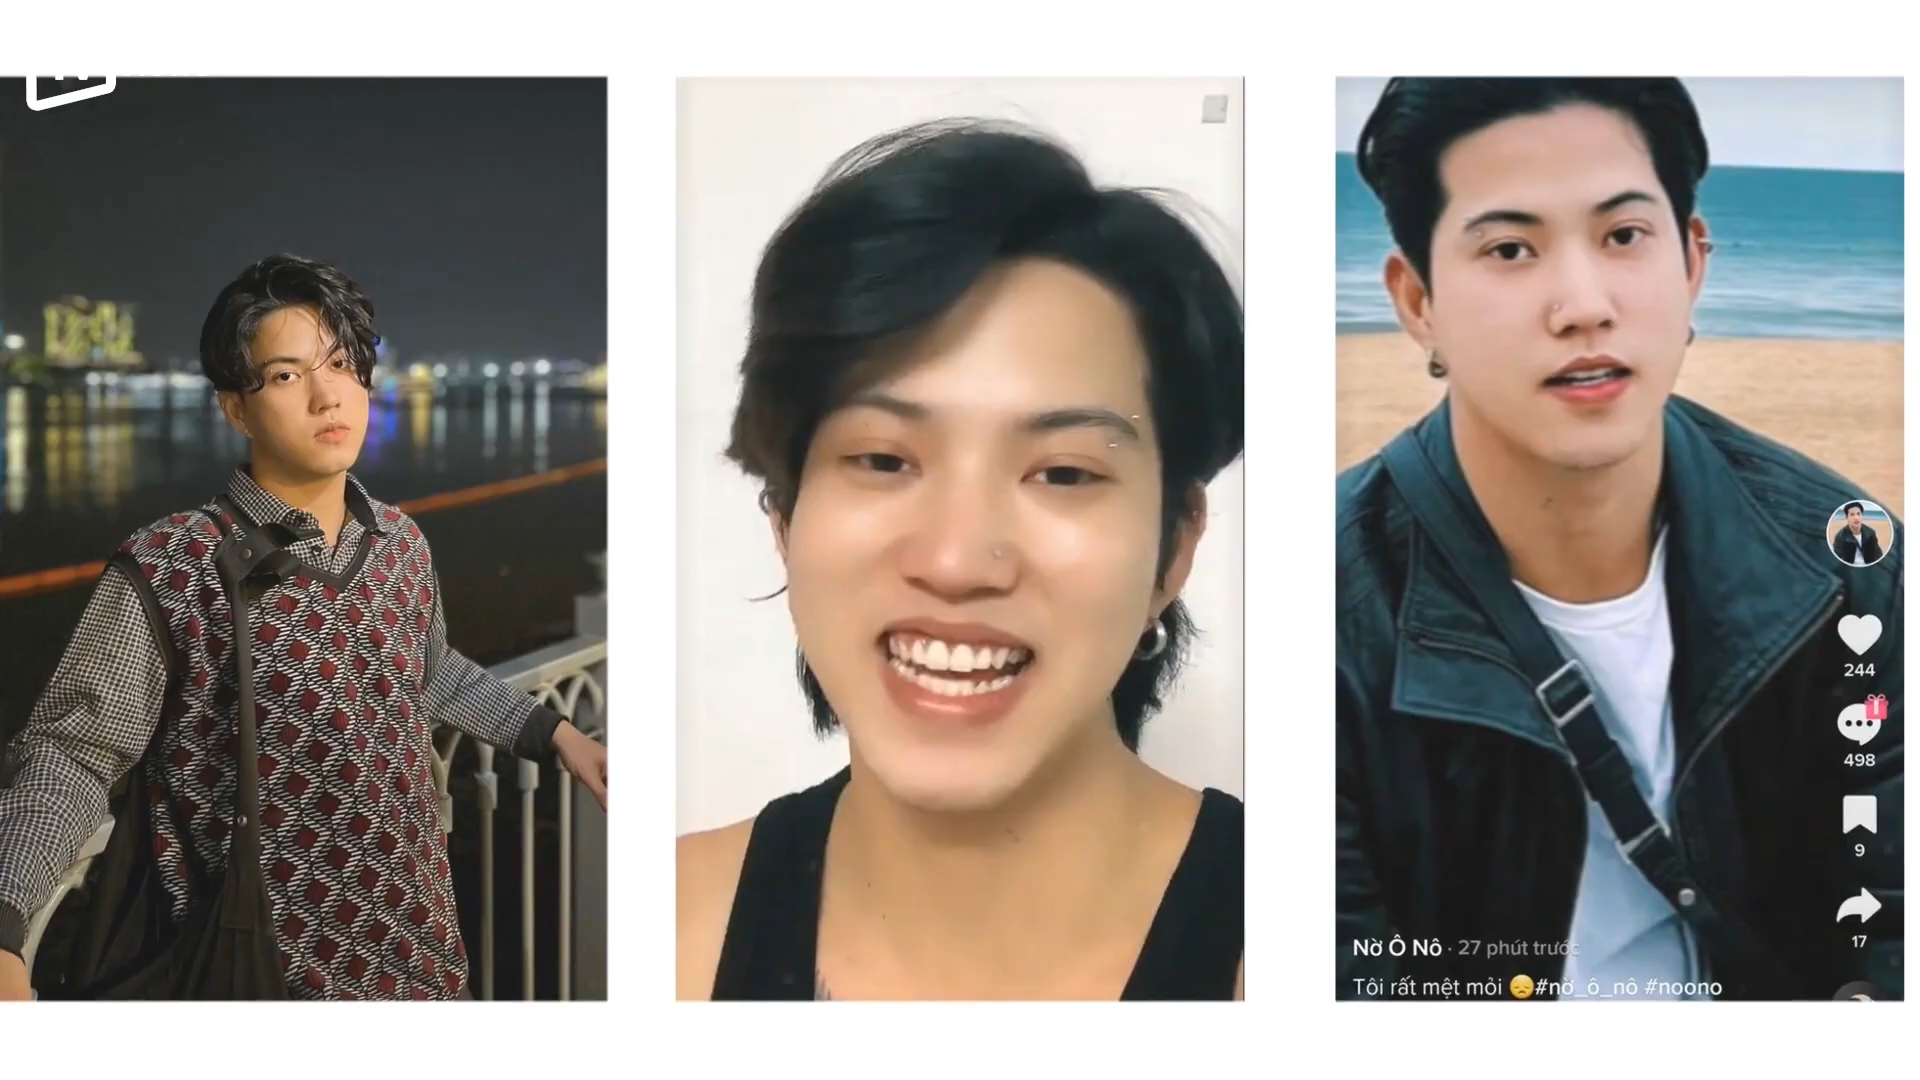 244
498
9
17
Nờ Ô Nô · 27 phút trước
Tôi rất mệt mỏi 😞#nờ_ô_nô #noono